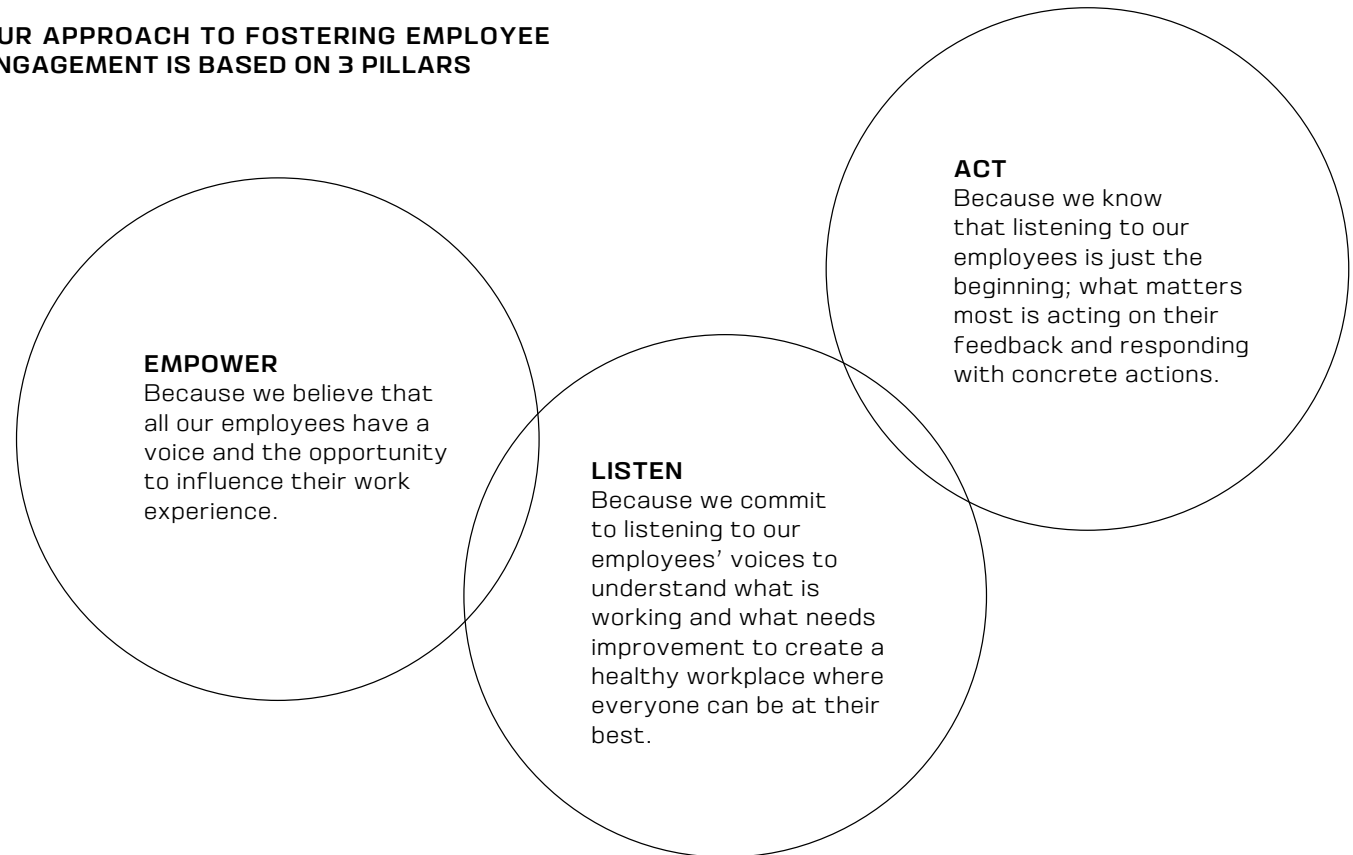 UR APPROACH TO FOSTERING EMPLOYEE
NGAGEMENT IS BASED ON 3 PILLARS
EMPOWER
Because we believe that
all our employees have a
voice and the opportunity
to influence their work
experience.
LISTEN
Because we commit
to listening to our
employees’ voices to
understand what is
working and what needs
improvement to create a
healthy workplace where
everyone can be at their
best.
ACT
Because we know
that listening to our
employees is just the
beginning; what matters
most is acting on their
feedback and responding
with concrete actions.